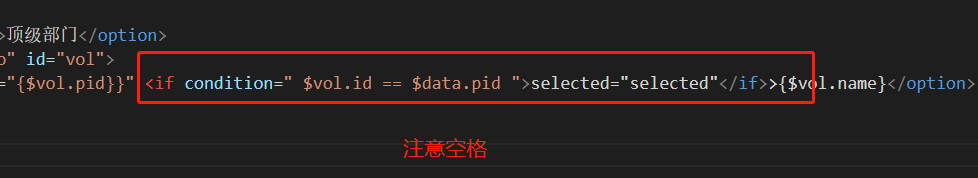 >顶级部门</option>
o" id="vol">
="{$vol.pid}}" <if condition=" $vol.id == $data.pid ">selected="selected"</if>>{$vol.name}</option>
注意空格